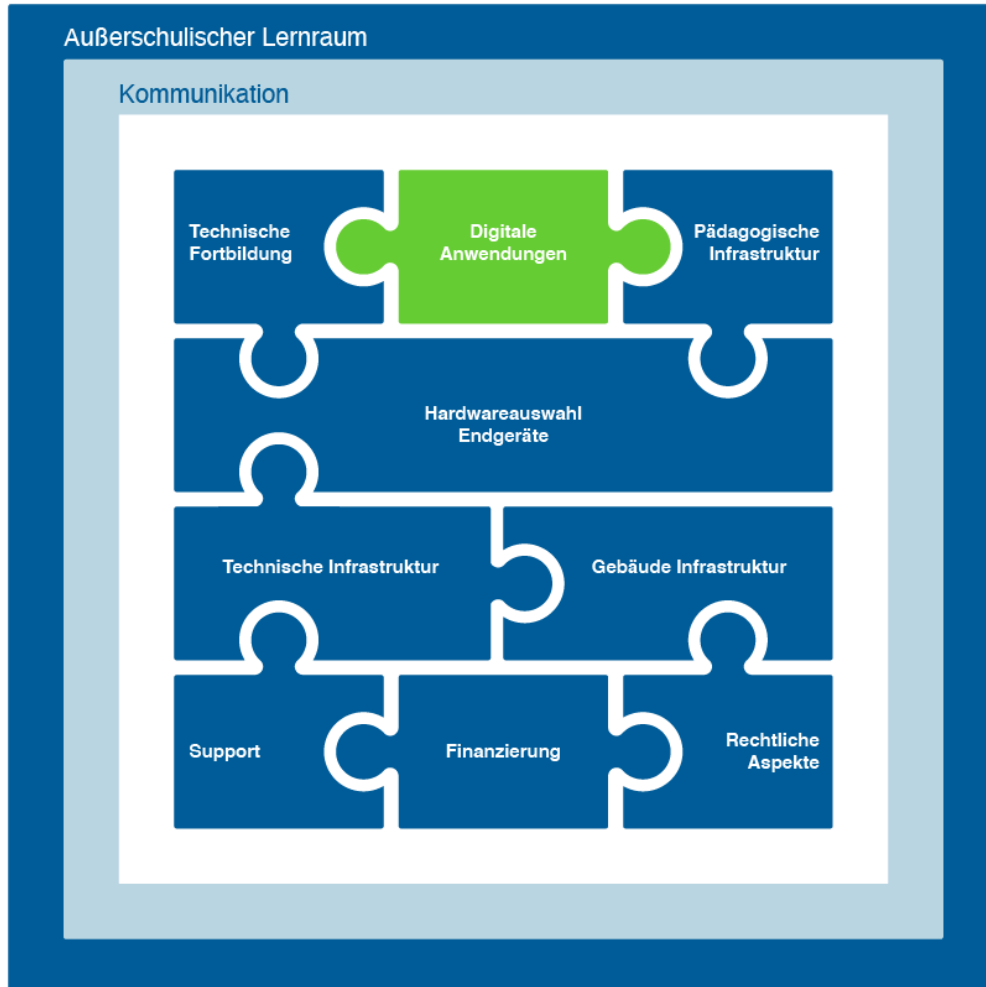 Außerschulischer Lernraum
Kommunikation
Technische
Fortbildung
Digitale
Anwendungen
Pädagogische
Infrastruktur
Hardwareauswahl
Endgeräte
Technische Infrastruktur
Gebäude Infrastruktur
Support
Finanzierung
Rechtliche
Aspekte